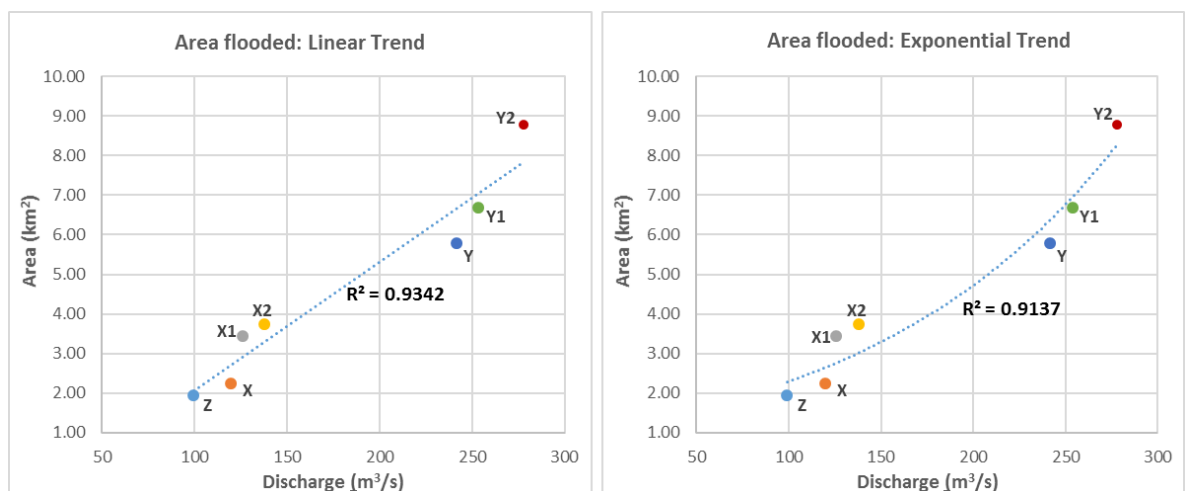 Area flooded: Linear Trend
10.00
9.00
8.00
7.00
6.00
5.00
4.00
3.00
2.00
1.00
Area (km²)
Y2
Y1
Y
R² = 0.9342
X2
X1
X
Z
50
100
150
200
250
300
Discharge (m³/s)
Area flooded: Exponential Trend
10.00
9.00
8.00
7.00
6.00
5.00
4.00
3.00
2.00
1.00
Area (km²)
Y2
Y1
Y
R² = 0.9137
X2
X1
X
Z
50
100
150
200
250
300
Discharge (m³/s)